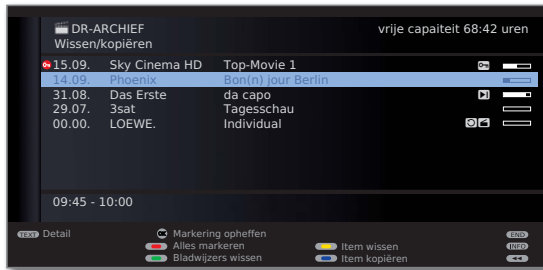 DR-ARCHIEF vrije capaiteit 68:42 uren
Wissen/kopiëren
15.09. Sky Cinema HD Top-Movie 1
14.09. Phoenix Bon(n) jour Berlin
31.08. Das Erste da capo
29.07. 3sat Tagesschau
00.00. LOEWE. Individual
09:45 - 10:00
TEXT Detail OK Markering opheffen END
Alles markeren Item wissen INFO
Bladwijzers wissen Item kopiëren